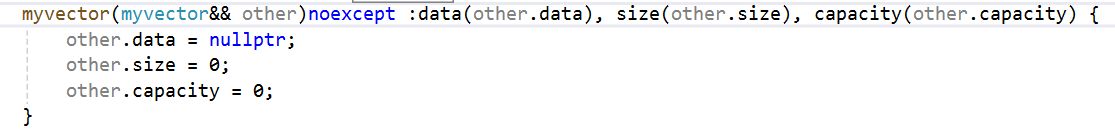 myvector(myvector&& other)noexcept :data(other.data), size(other.size), capacity(other.capacity) {
    other.data = nullptr;
    other.size = 0;
    other.capacity = 0;
}